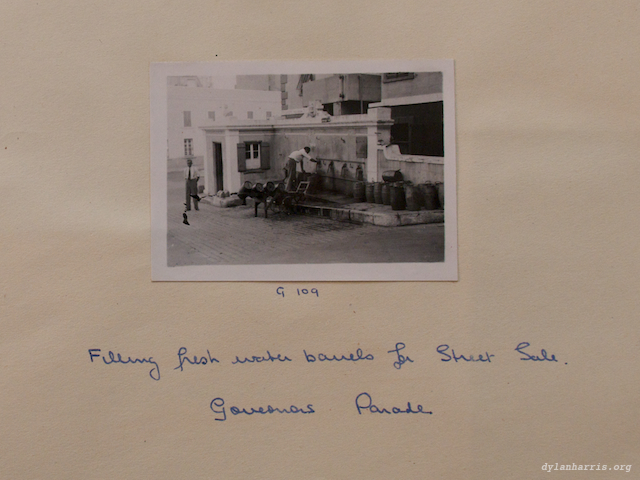 G 109
Filling fresh water barrels for Street Sale.
Governors Parade
dylanharris.org